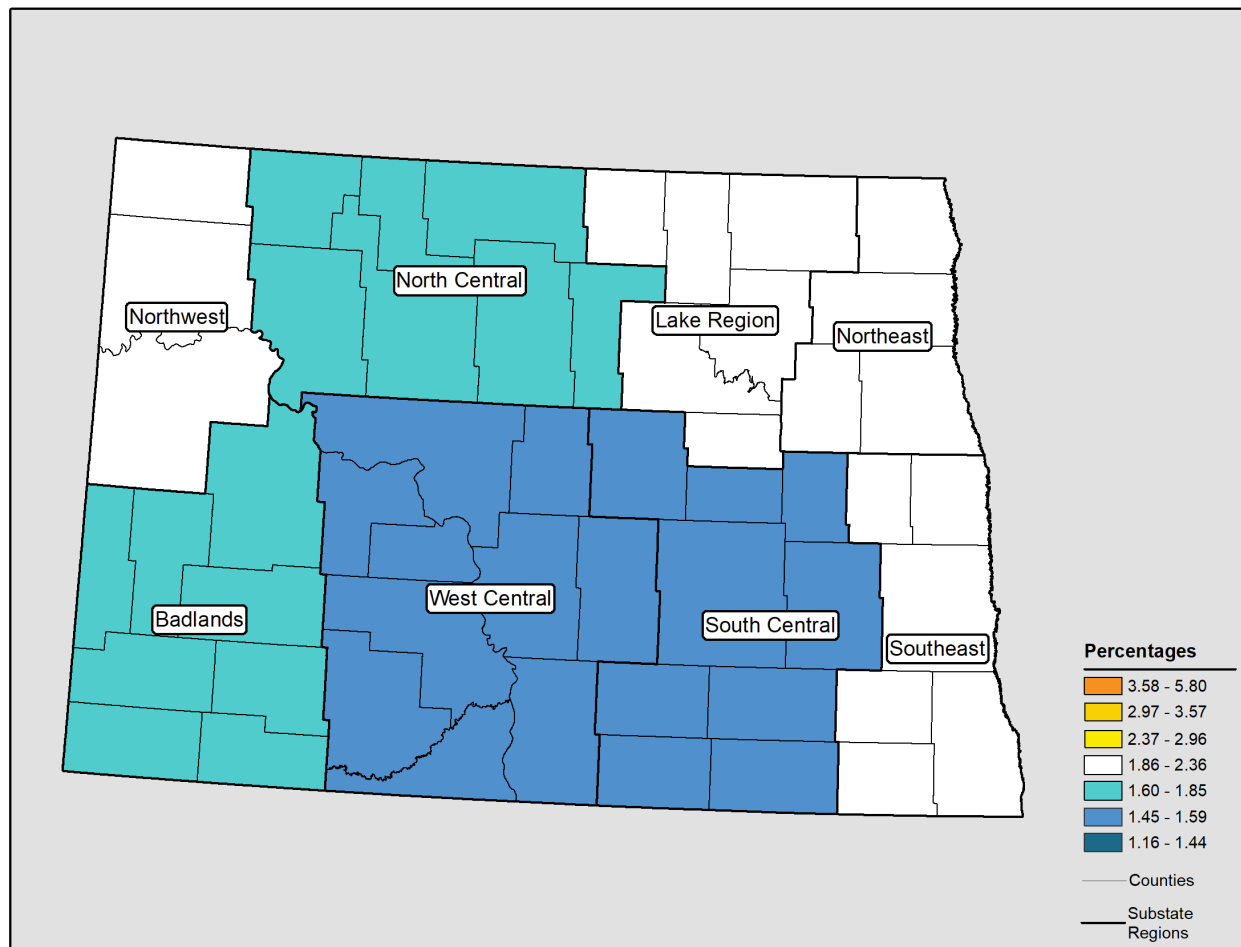 North Central
Northwest
Lake Region
Northeast
West Central
Badlands
South Central
Southeast
Percentages
3.58 - 5.80
2.97 - 3.57
2.37 - 2.96
1.86 - 2.36
1.60 - 1.85
1.45 - 1.59
1.16 - 1.44
Counties
Substate
Regions